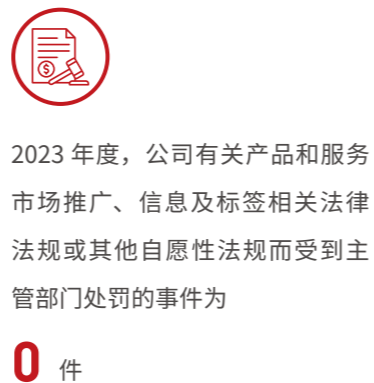 2023 年度，公司有关产品和服务
市场推广、信息及标签相关法律
法规或其他自愿性法规而受到主
管部门处罚的事件为
0 件